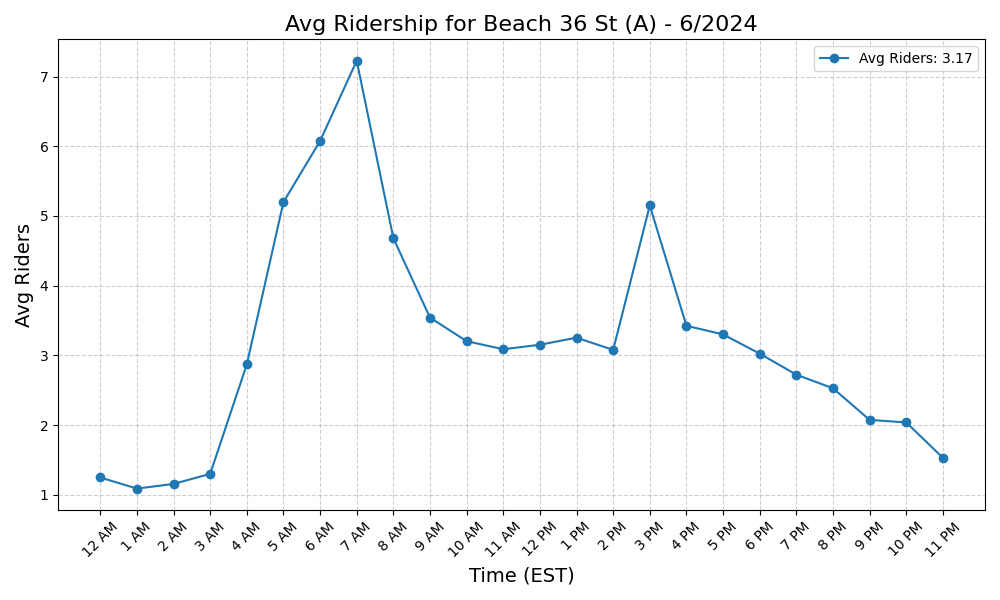 Avg Ridership for Beach 36 St (A) - 6/2024
Avg Riders: 3.17
Avg Riders
7
6
5
4
3
2
1
12 AM
1 AM
2 AM
3 AM
4 AM
5 AM
6 AM
7 AM
8 AM
9 AM
10 AM
11 AM
12 PM
1 PM
2 PM
3 PM
4 PM
5 PM
6 PM
7 PM
8 PM
9 PM
10 PM
11 PM
Time (EST)